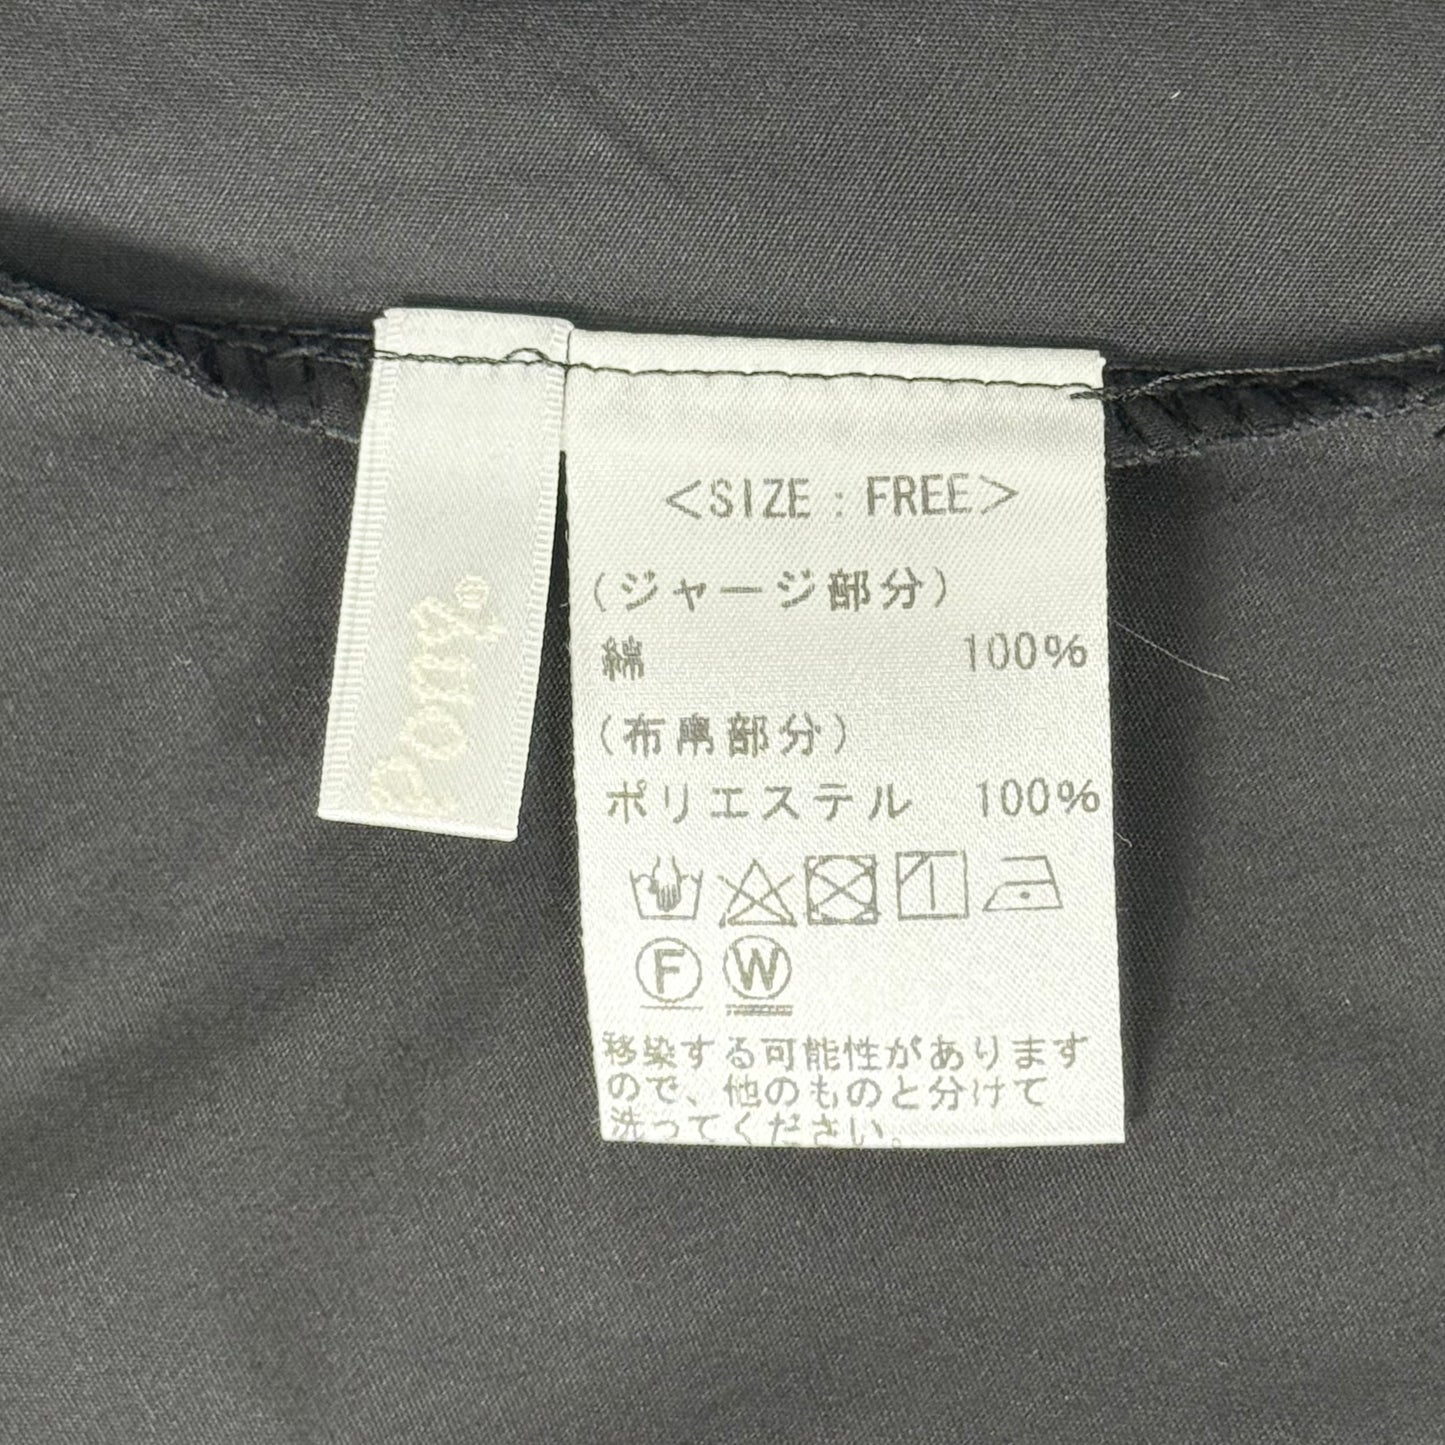 pom.
<SIZE : FREE>
(ジャージ部分)
綿 100%
(布帛部分)
ポリエステル 100%
F W
移染する可能性があります
ので、他のものと分けて
洗ってください。